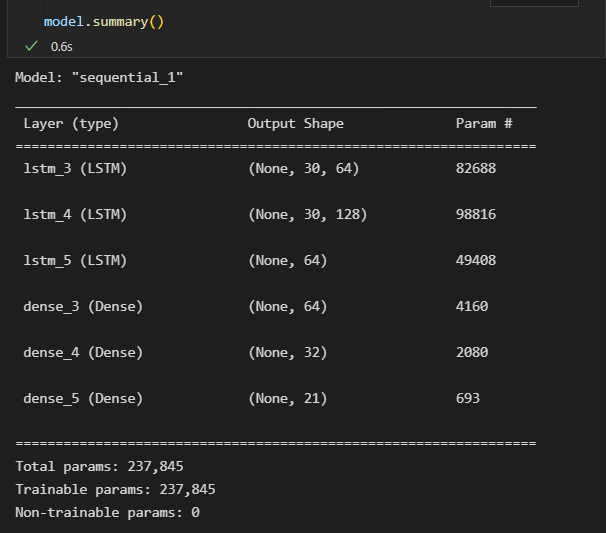 model.summary()
0.6s
Model: "sequential_1"
Layer (type) Output Shape Param #
=================================================================
lstm_3 (LSTM) (None, 30, 64) 82688
lstm_4 (LSTM) (None, 30, 128) 98816
lstm_5 (LSTM) (None, 64) 49408
dense_3 (Dense) (None, 64) 4160
dense_4 (Dense) (None, 32) 2080
dense_5 (Dense) (None, 21) 693
=================================================================
Total params: 237,845
Trainable params: 237,845
Non-trainable params: 0